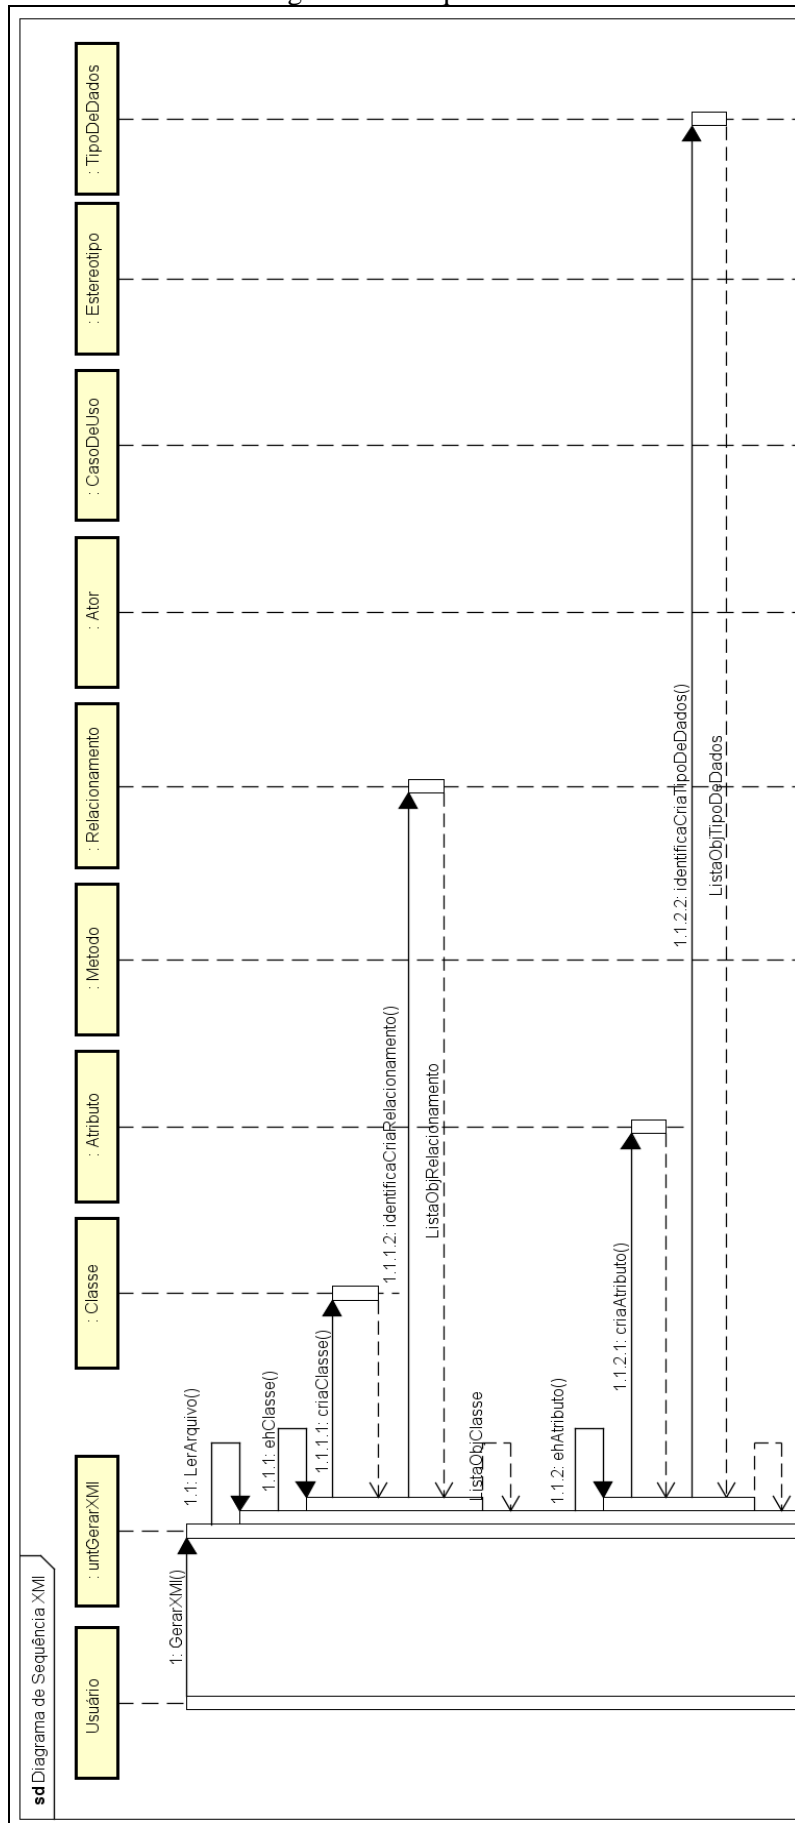 sd Diagrama de Sequência XMI
Usuário
: untGerarXMI
: Classe
: Atributo
: Metodo
: Relacionamento
: Ator
: CasoDeUso
: Estereotipo
: TipoDeDados
1: GerarXMI()
1.1: LerArquivo()
1.1.1: ehClasse()
1.1.1.1: criaClasse()
1.1.1.2: identificaCriaRelacionamento()
ListaObjRelacionamento
ListaObjClasse
1.1.2: ehAtributo()
1.1.2.1: criaAtributo()
1.1.2.2: identificaCriaTipoDeDados()
ListaObjTipoDeDados